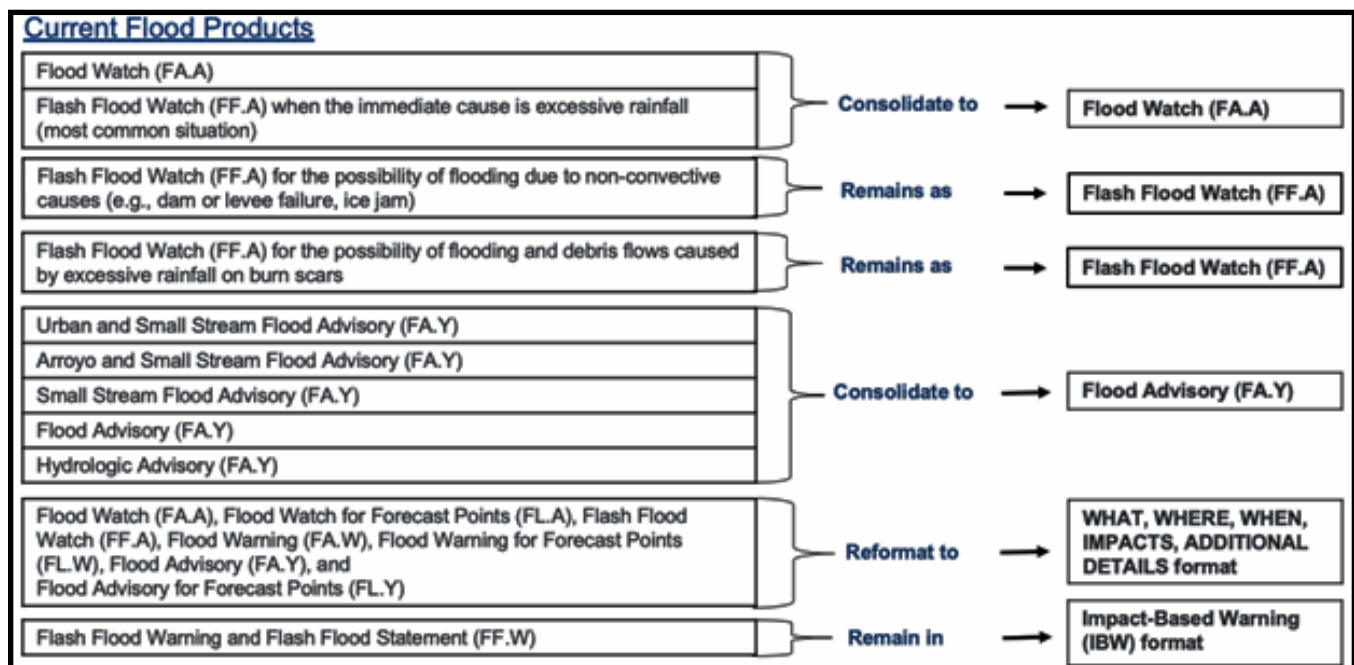 Current Flood Products
Flood Watch (FA.A)
Flash Flood Watch (FF.A) when the immediate cause is excessive rainfall
(most common situation)
Consolidate to
Flood Watch (FA.A)
Flash Flood Watch (FF.A) for the possibility of flooding due to non-convective
causes (e.g., dam or levee failure, ice jam)
Remains as
Flash Flood Watch (FF.A)
Flash Flood Watch (FF.A) for the possibility of flooding and debris flows caused
by excessive rainfall on burn scars
Remains as
Flash Flood Watch (FF.A)
Urban and Small Stream Flood Advisory (FA.Y)
Arroyo and Small Stream Flood Advisory (FA.Y)
Small Stream Flood Advisory (FA.Y)
Flood Advisory (FA.Y)
Hydrologic Advisory (FA.Y)
Consolidate to
Flood Advisory (FA.Y)
Flood Watch (FA.A), Flood Watch for Forecast Points (FL.A), Flash Flood
Watch (FF.A), Flood Warning (FA.W), Flood Warning for Forecast Points
(FL.W), Flood Advisory (FA.Y), and
Flood Advisory for Forecast Points (FL.Y)
Reformat to
WHAT, WHERE, WHEN,
IMPACTS, ADDITIONAL
DETAILS format
Flash Flood Warning and Flash Flood Statement (FF.W)
Remain in
Impact-Based Warning
(IBW) format